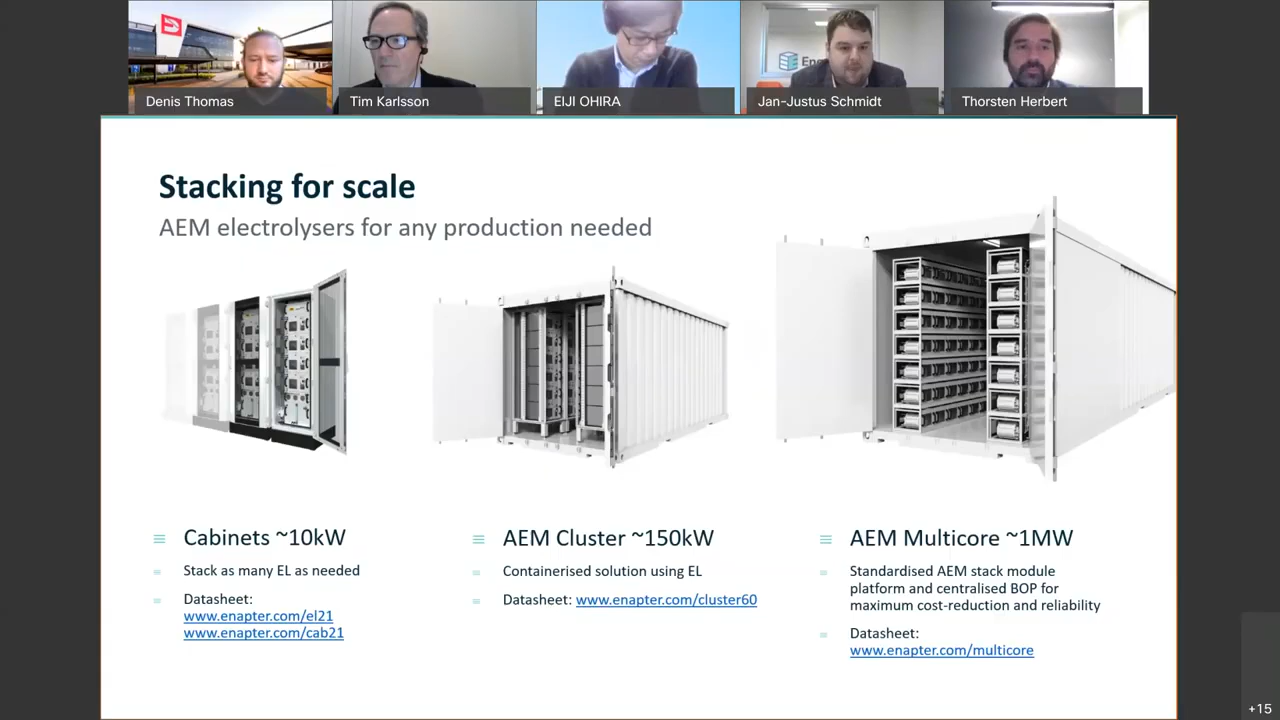 Denis Thomas
Tim Karlsson
EIJI OHIRA
Jan-Justus Schmidt
Thorsten Herbert
Stacking for scale
AEM electrolysers for any production needed
Cabinets ~10kW
Stack as many EL as needed
Datasheet:
www.enapter.com/el21
www.enapter.com/cab21
AEM Cluster ~150kW
Containerised solution using EL
Datasheet: www.enapter.com/cluster60
AEM Multicore ~1MW
Standardised AEM stack module
platform and centralised BOP for
maximum cost-reduction and reliability
Datasheet:
www.enapter.com/multicore
+15